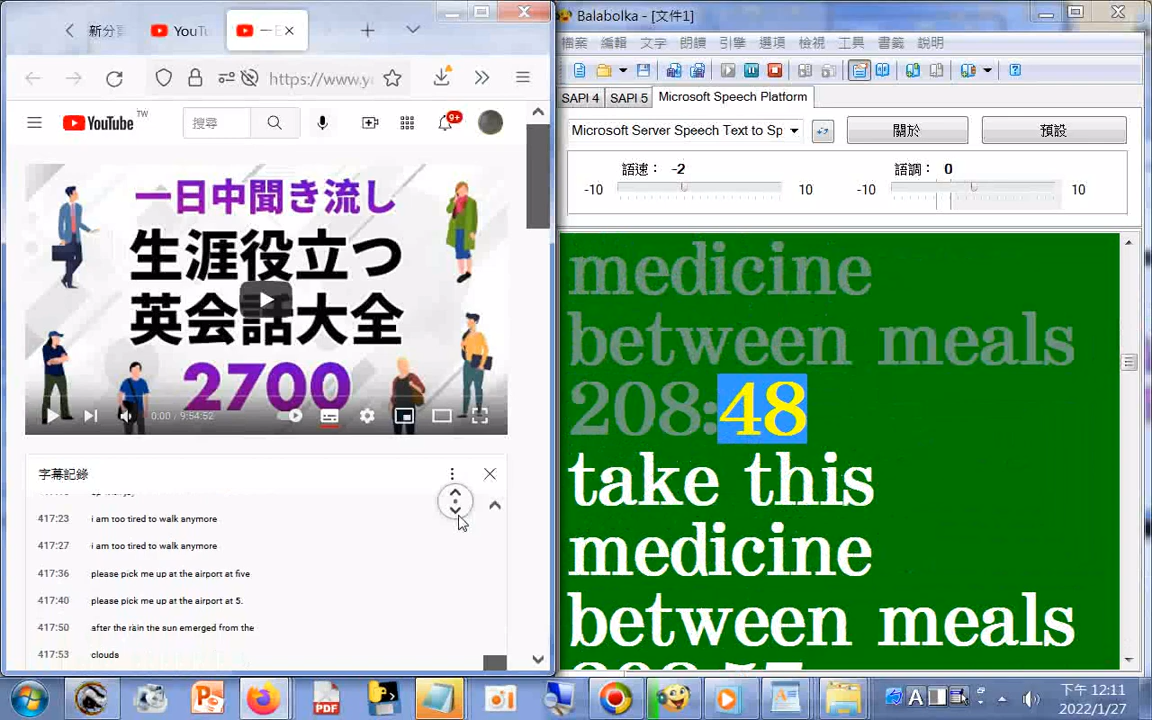 新分
YouTu
一 E
https://www.y
YouTube TW
搜尋
9+
一日中聞き流し
生涯役立つ
英会話大全
2700
0:00 / 9:54:52
字幕記錄
417:23 i am too tired to walk anymore
417:27 i am too tired to walk anymore
417:36 please pick me up at the airport at five
417:40 please pick me up at the airport at 5.
417:50 after the rain the sun emerged from the
417:53 clouds
Balabolka - [文件1]
檔案 編輯 文字 朗讀 引擎 選項 檢視 工具 書籤 說明
SAPI 4 SAPI 5 Microsoft Speech Platform
Microsoft Server Speech Text to Sp
關於
預設
語速： -2
語調： 0
-10 10 -10 10
medicine
between meals
208:48
take this
medicine
between meals
208:57
PDF
A
下午 12:11
2022/1/27